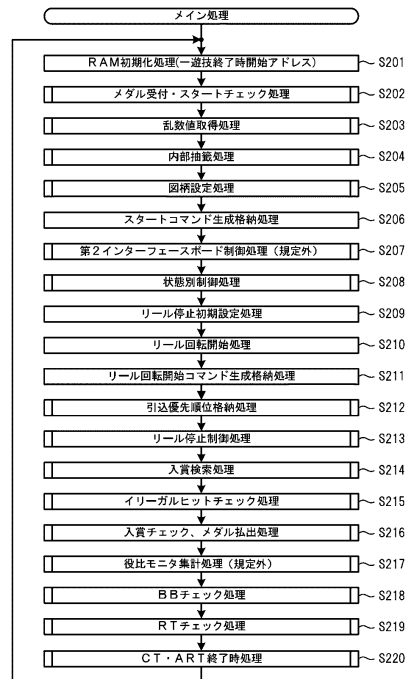 メイン処理
RAM初期化処理(一遊技終了時開始アドレス) S201
メダル受付・スタートチェック処理 S202
乱数値取得処理 S203
内部抽籤処理 S204
図柄設定処理 S205
スタートコマンド生成格納処理 S206
第2インターフェースボード制御処理(規定外) S207
状態別制御処理 S208
リール停止初期設定処理 S209
リール回転開始処理 S210
リール回転開始コマンド生成格納処理 S211
引込優先順位格納処理 S212
リール停止制御処理 S213
入賞検索処理 S214
イリーガルヒットチェック処理 S215
入賞チェック、メダル払出処理 S216
役比モニタ集計処理(規定外) S217
BBチェック処理 S218
RTチェック処理 S219
CT・ART終了時処理 S220